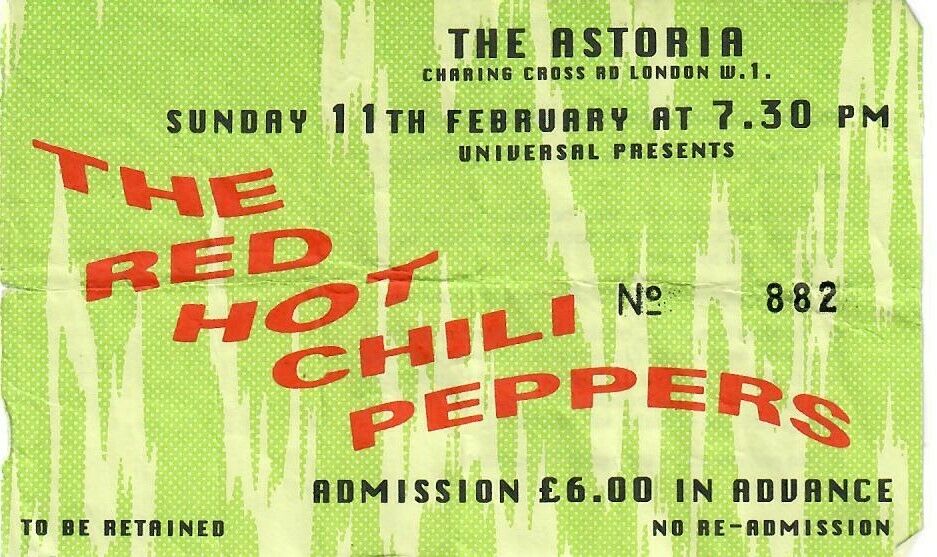 THE ASTORIA
CHARING CROSS RD LONDON W.1.
SUNDAY 11TH FEBRUARY AT 7.30 PM
UNIVERSAL PRESENTS
THE
RED
HOT
CHILI
PEPPERS
Nº 882
ADMISSION £6.00 IN ADVANCE
TO BE RETAINED
NO RE-ADMISSION